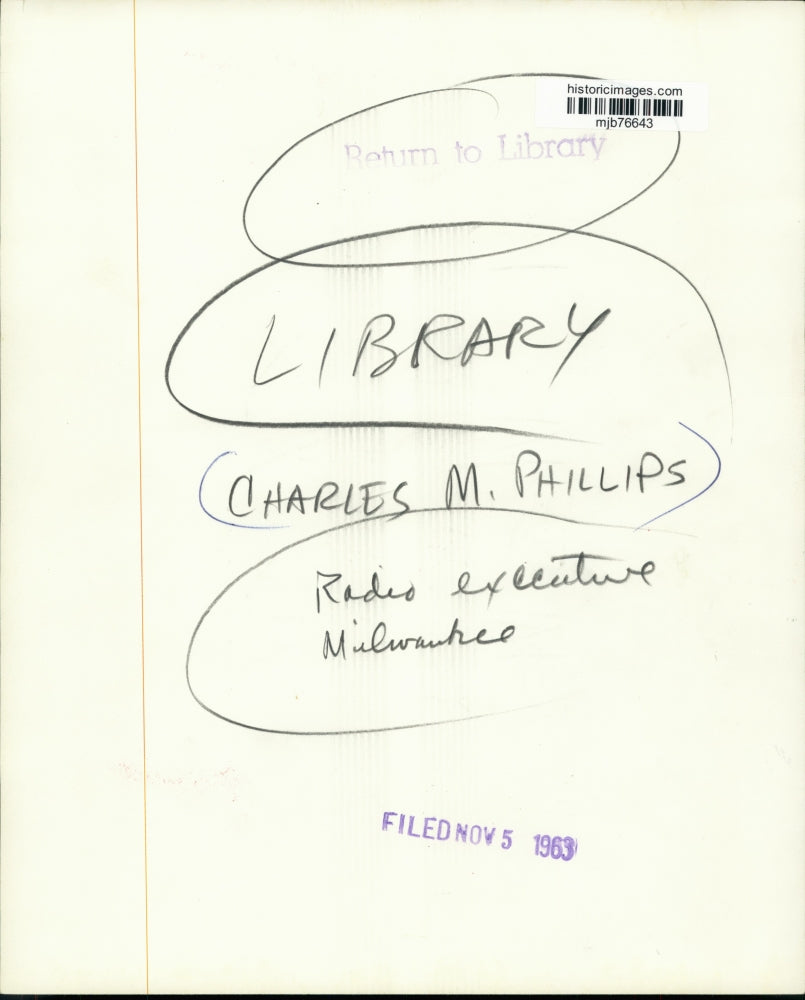 historicimages.com
mjb76643
Return to Library
LIBRARY
CHARLES M. PHILLIPS
Radio executive
Milwaukee
FILED NOV 5 1963